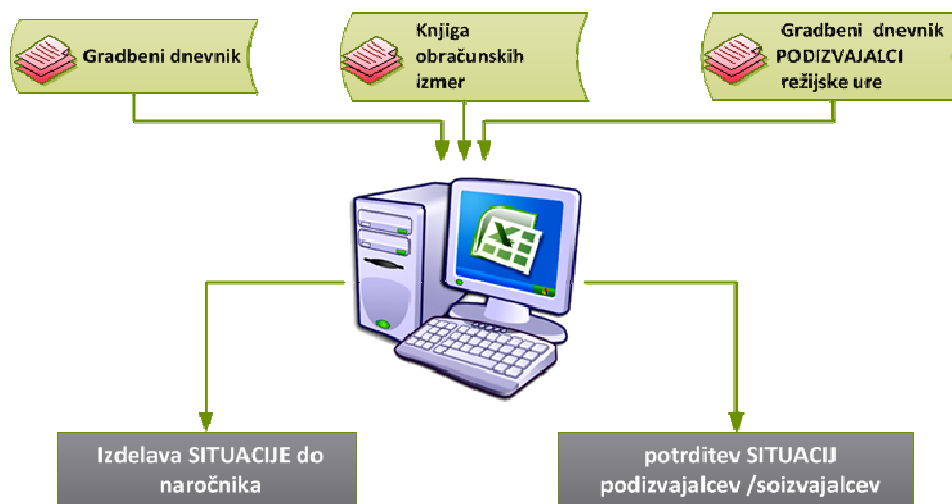 Gradbeni dnevnik
Knjiga
obračunskih
izmer
Gradbeni dnevnik
PODIZVAJALCI
režijske ure
Izdelava SITUACIJE do
naročnika
potrditev SITUACIJ
podizvajalcev /soizvajalcev